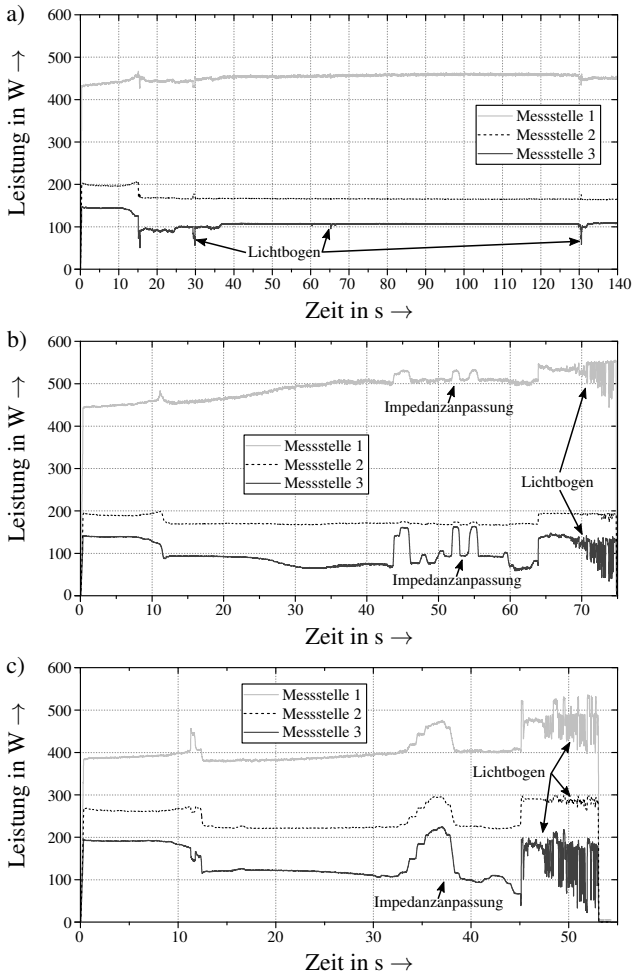 a)
Leistung in W →
600
500
400
300
200
100
0
Messstelle 1
Messstelle 2
Messstelle 3
Lichtbogen
0 10 20 30 40 50 60 70 80 90 100 110 120 130 140
Zeit in s →
b)
Leistung in W →
600
500
400
300
200
100
0
Impedanzanpassung
Messstelle 1
Messstelle 2
Messstelle 3
Lichtbogen
Impedanzanpassung
0 10 20 30 40 50 60 70
Zeit in s →
c)
Leistung in W →
600
500
400
300
200
100
0
Messstelle 1
Messstelle 2
Messstelle 3
Lichtbogen
Impedanzanpassung
0 10 20 30 40 50
Zeit in s →